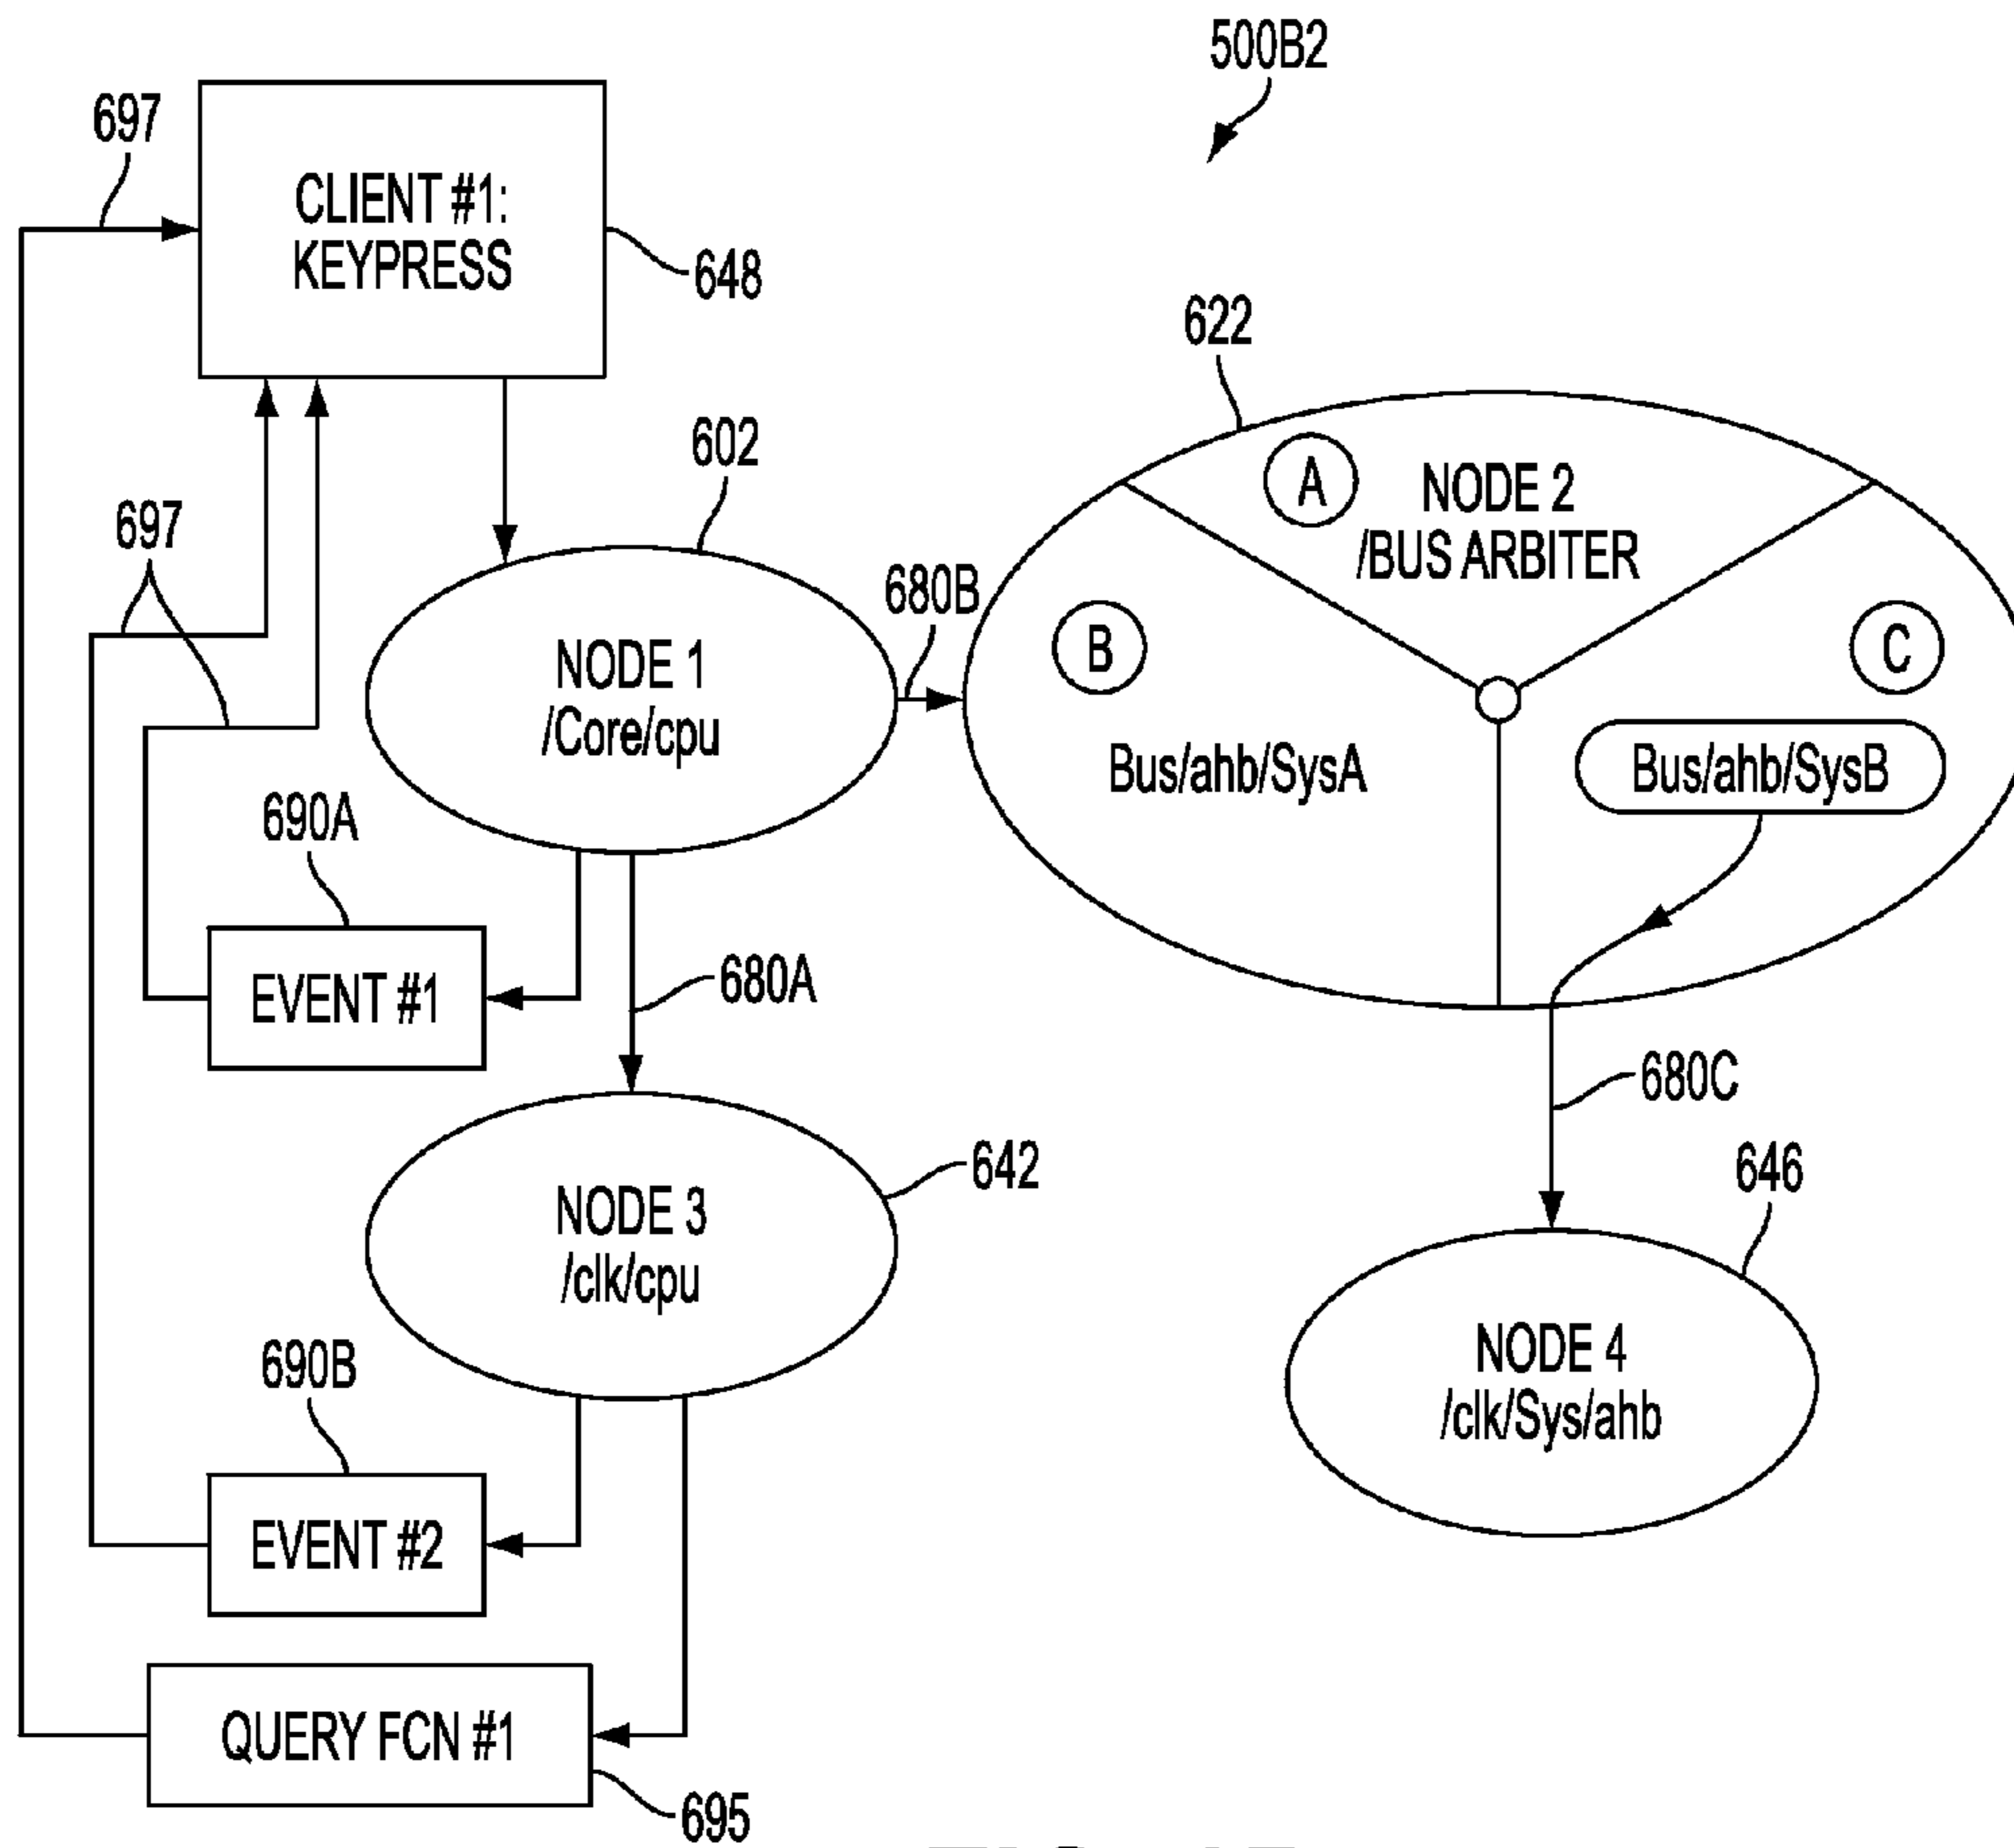 500B2
697
CLIENT #1:
KEYPRESS
648
622
602
697
A
NODE 2
/BUS ARBITER
680B
B
C
NODE 1
/Core/cpu
Bus/ahb/SysA
Bus/ahb/SysB
690A
EVENT #1
680A
680C
642
646
NODE 3
/clk/cpu
690B
NODE 4
/clk/Sys/ahb
EVENT #2
QUERY FCN #1
695